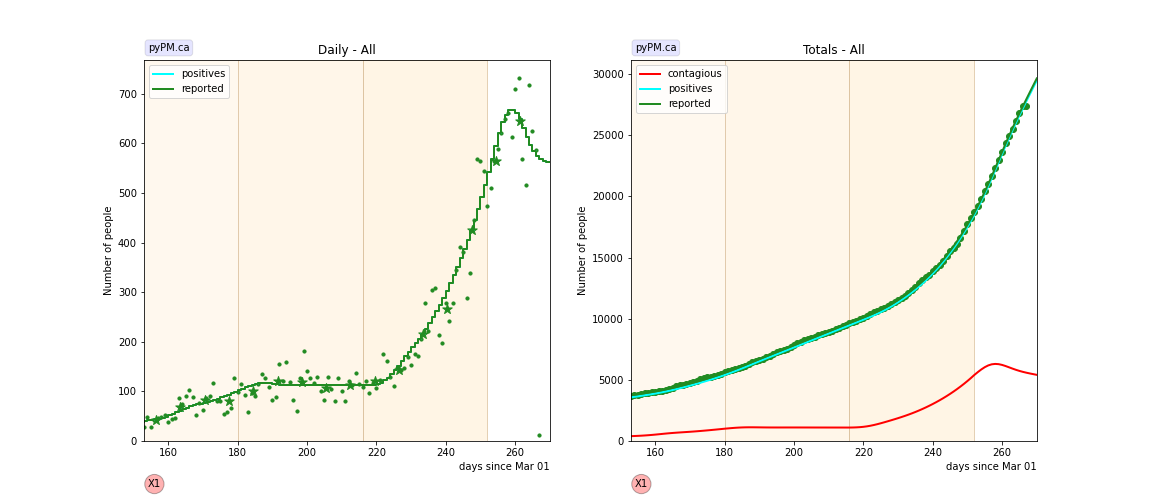 pyPM.ca
Daily - All
positives
reported
Number of people
700
600
500
400
300
200
100
0
160
180
200
220
240
260
days since Mar 01
X1
pyPM.ca
Totals - All
contagious
positives
reported
Number of people
30000
25000
20000
15000
10000
5000
0
160
180
200
220
240
260
days since Mar 01
X1